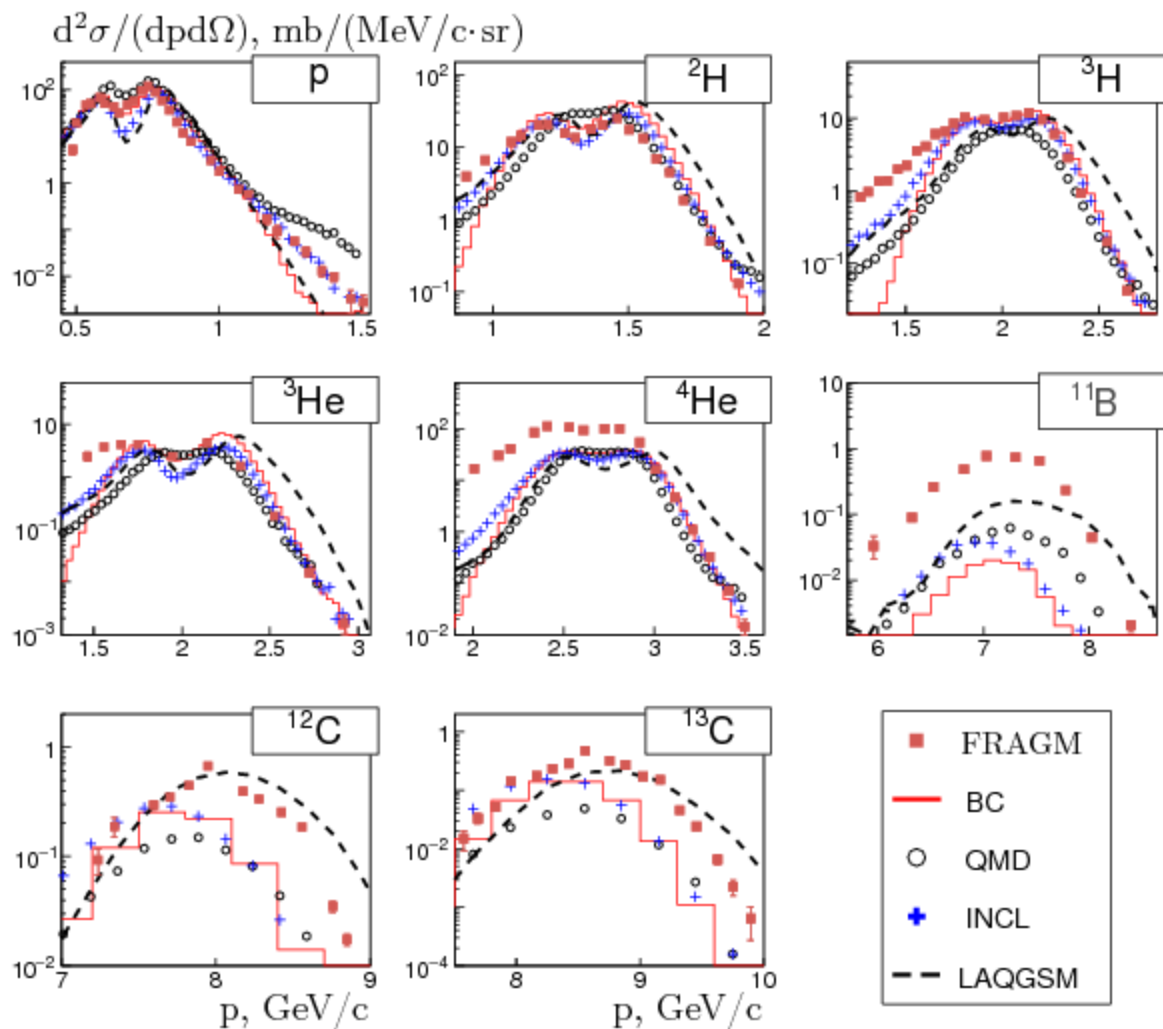 d²σ/(dpdΩ), mb/(MeV/c·sr)
p
²H
³H
10²
1
10⁻²
0.5 1 1.5
10²
10
1
10⁻¹
1 1.5 2
10
1
10⁻¹
1.5 2 2.5
³He
⁴He
¹¹B
10
10⁻¹
10⁻³
1.5 2 2.5 3
10²
1
10⁻²
2 2.5 3 3.5
10
1
10⁻¹
10⁻²
6 7 8
¹²C
¹³C
1
10⁻¹
10⁻²
7 8 9
p, GeV/c
10⁻¹
10⁻²
10⁻⁴
8 9 10
p, GeV/c
FRAGM
BC
QMD
INCL
LAQGSM